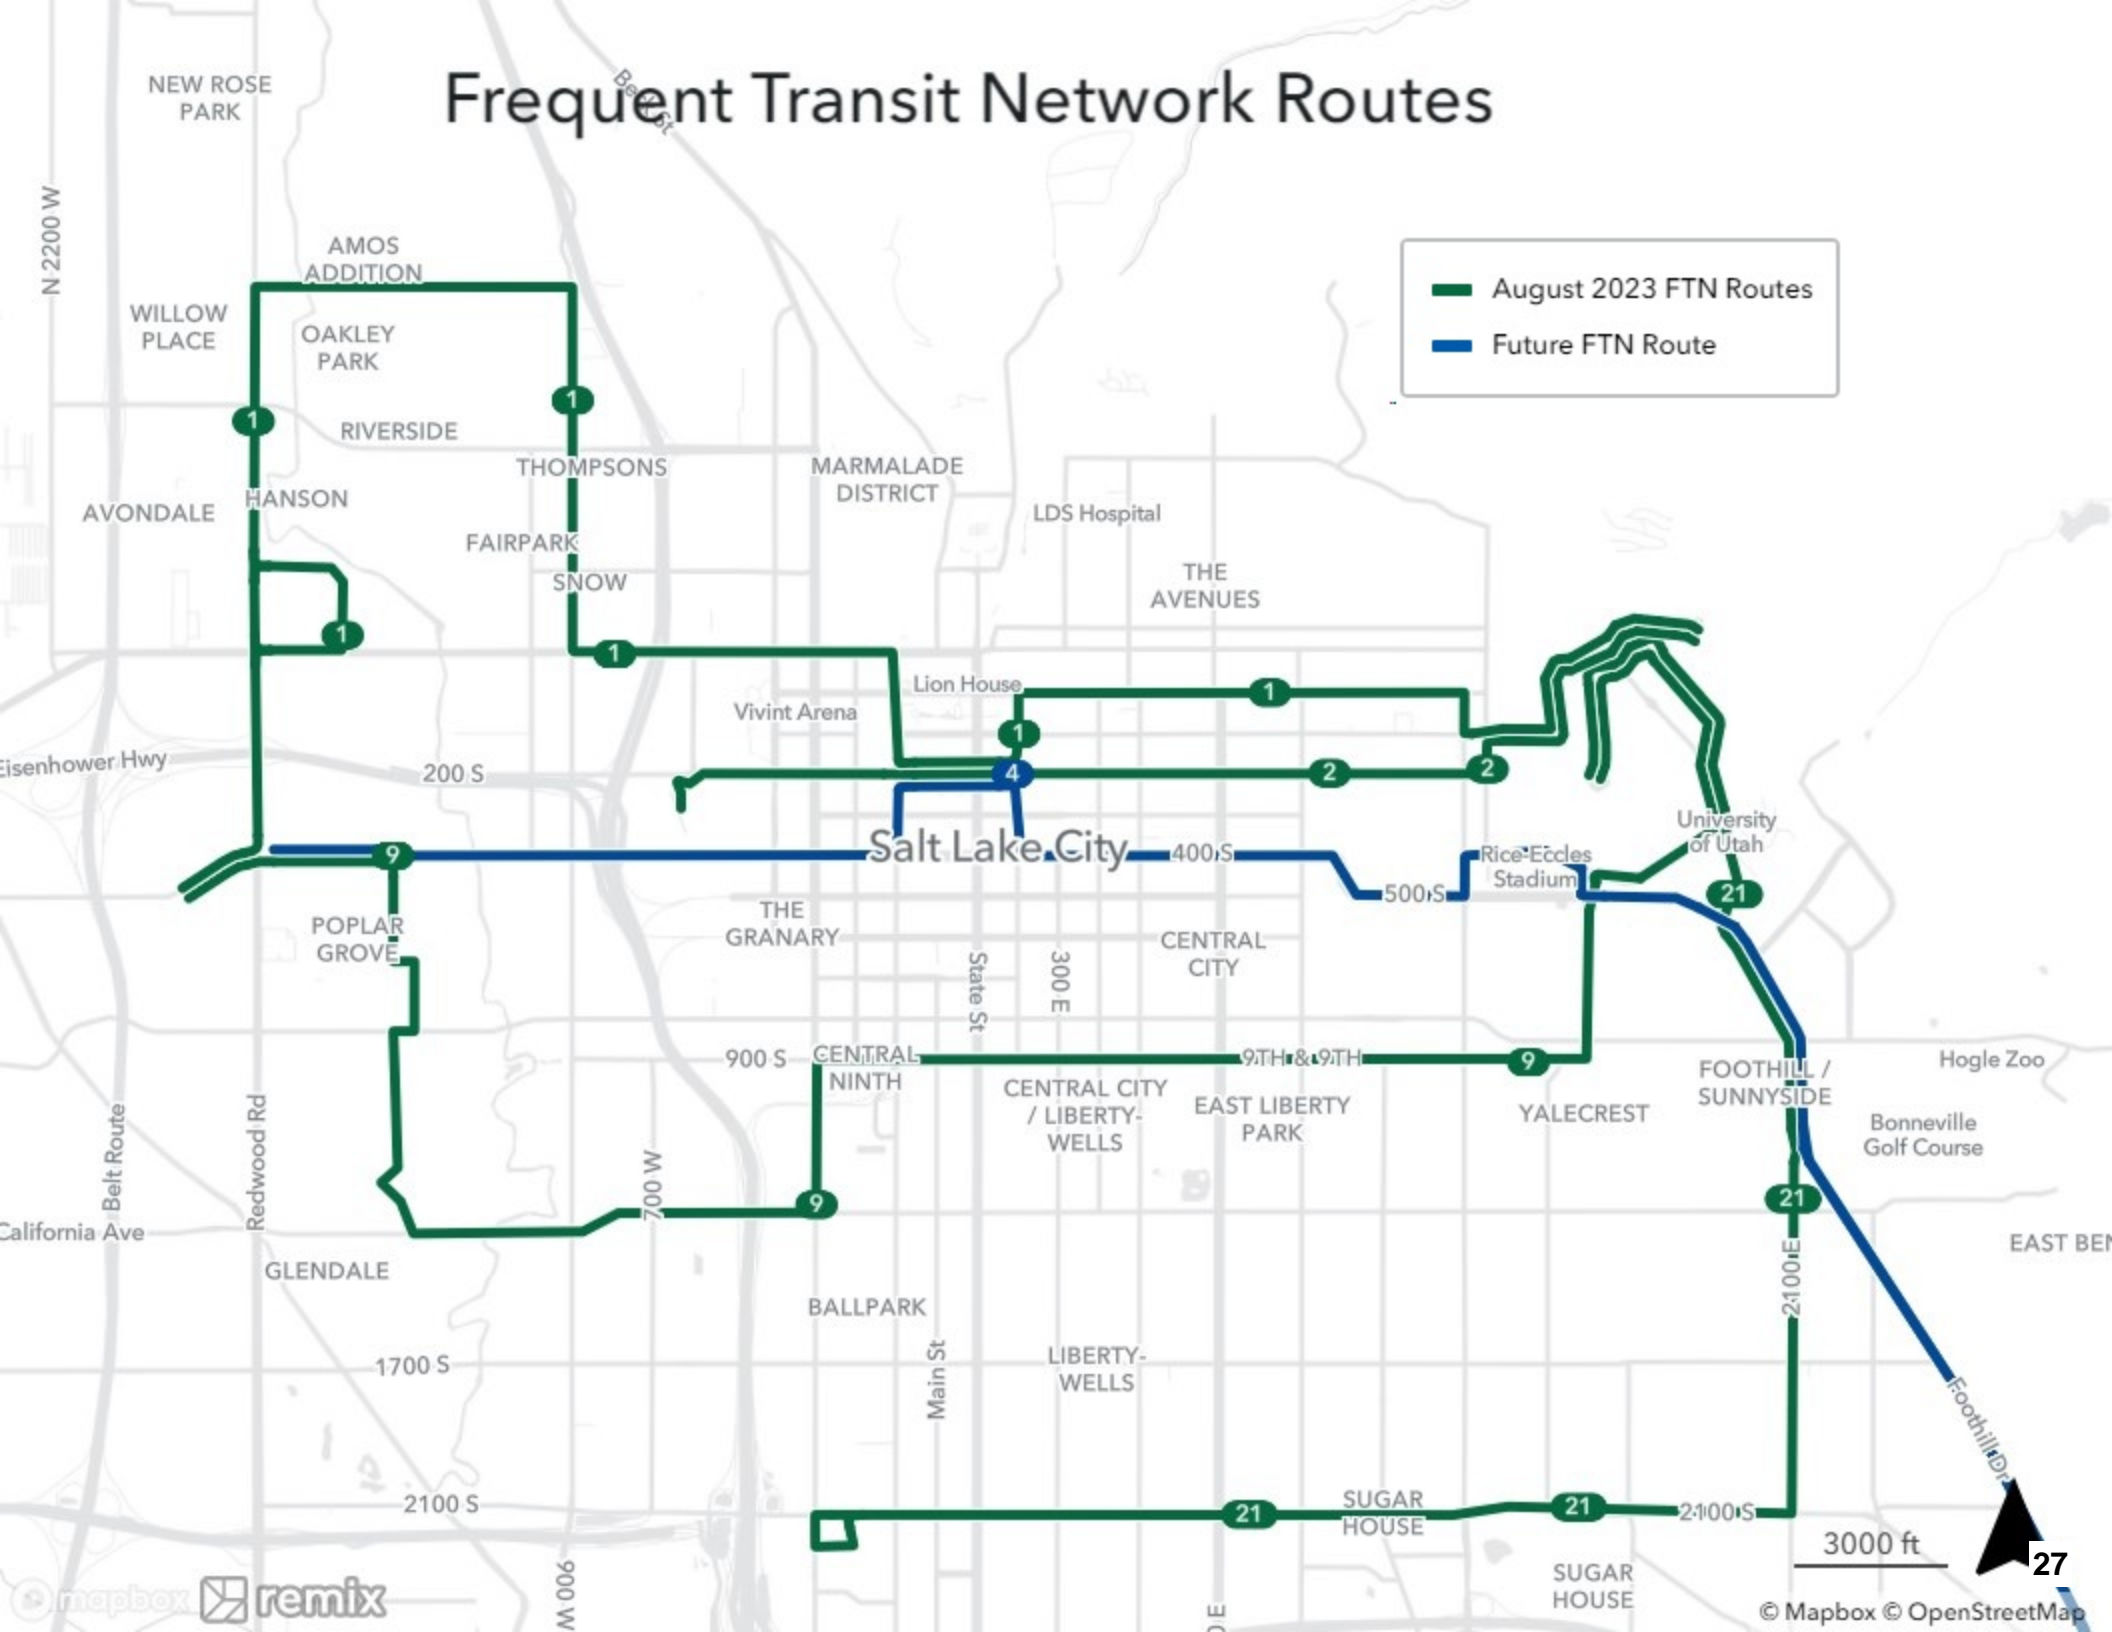 Frequent Transit Network Routes
Beck St
NEW ROSE
PARK
N 2200 W
AMOS
ADDITION
August 2023 FTN Routes
Future FTN Route
WILLOW
PLACE
OAKLEY
PARK
1
1
RIVERSIDE
THOMPSONS
MARMALADE
DISTRICT
HANSON
AVONDALE
LDS Hospital
FAIRPARK
SNOW
THE
AVENUES
1
1
Lion House
1
Vivint Arena
1
Eisenhower Hwy
200 S
4
2
2
University
of Utah
Salt Lake City
400 S
9
Rice-Eccles
Stadium
500 S
21
POPLAR
GROVE
THE
GRANARY
CENTRAL
CITY
State St
300 E
900 S
CENTRAL
NINTH
9TH & 9TH
9
FOOTHILL /
SUNNYSIDE
Hogle Zoo
CENTRAL CITY
/ LIBERTY-
WELLS
EAST LIBERTY
PARK
YALECREST
Bonneville
Golf Course
Belt Route
Redwood Rd
700 W
9
21
California Ave
GLENDALE
2100 E
EAST BEN
BALLPARK
1700 S
Main St
LIBERTY-
WELLS
Foothill Dr
2100 S
21
SUGAR
HOUSE
21
2100 S
3000 ft
27
900 W
SUGAR
HOUSE
mapbox
remix
0 E
© Mapbox © OpenStreetMap